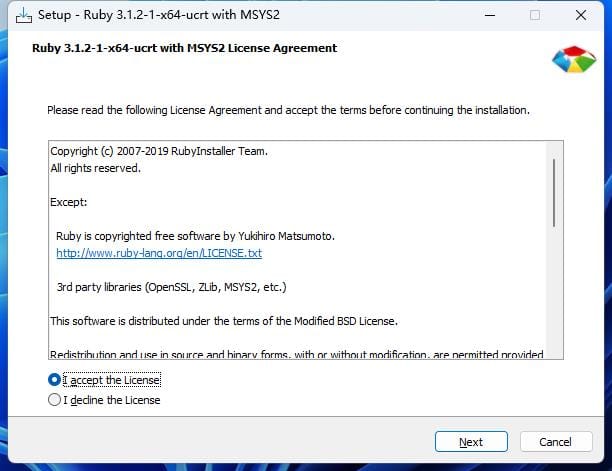 Setup - Ruby 3.1.2-1-x64-ucrt with MSYS2
Ruby 3.1.2-1-x64-ucrt with MSYS2 License Agreement
Please read the following License Agreement and accept the terms before continuing the installation.
Copyright (c) 2007-2019 RubyInstaller Team.
All rights reserved.
Except:
Ruby is copyrighted free software by Yukihiro Matsumoto.
http://www.ruby-lang.org/en/LICENSE.txt
3rd party libraries (OpenSSL, ZLib, MSYS2, etc.)
This software is distributed under the terms of the Modified BSD License.
Redistribution and use in source and binary forms, with or without modification, are permitted provided
I accept the License
I decline the License
Next
Cancel